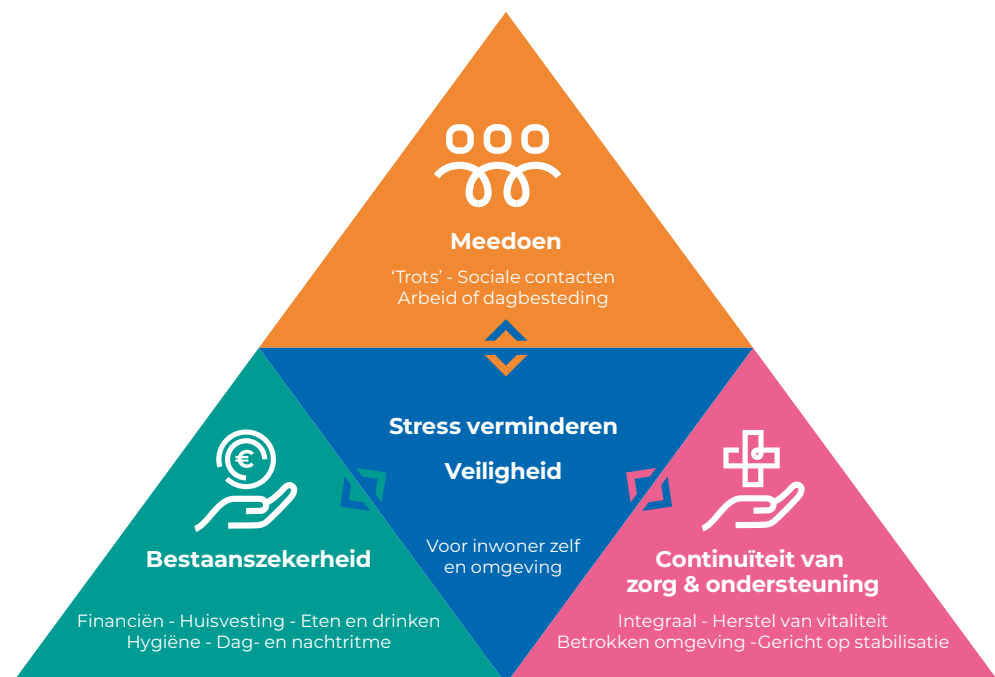 Meedoen
‘Trots’ - Sociale contacten
Arbeid of dagbesteding
Stress verminderen
Veiligheid
Voor inwoner zelf
en omgeving
€
Bestaanszekerheid
Financiën - Huisvesting - Eten en drinken
Hygiëne - Dag- en nachtritme
Continuïteit van
zorg & ondersteuning
Integraal - Herstel van vitaliteit
Betrokken omgeving -Gericht op stabilisatie